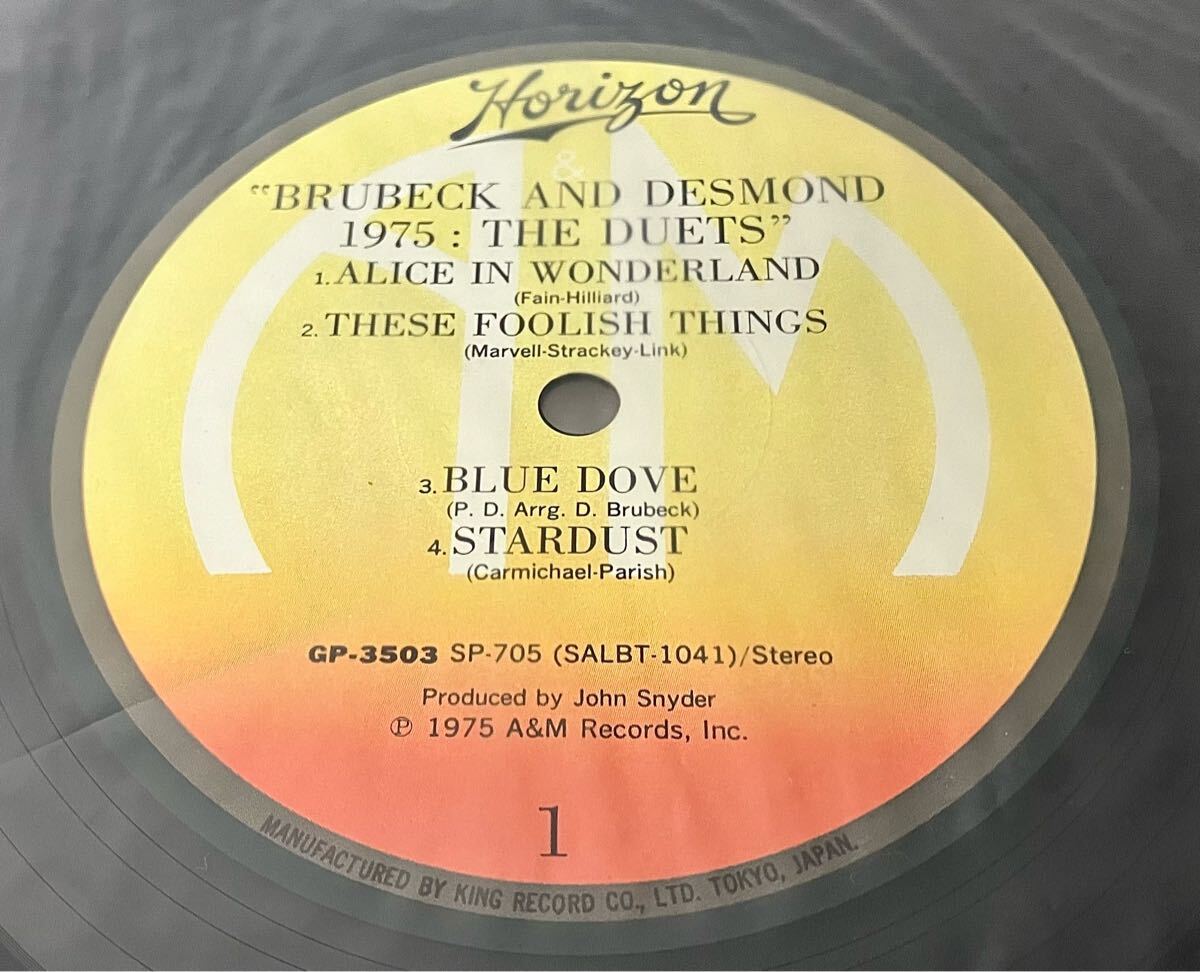 Horizon
&
“BRUBECK AND DESMOND
1975 : THE DUETS”
1. ALICE IN WONDERLAND
(Fain-Hilliard)
2. THESE FOOLISH THINGS
(Marvell-Strackey-Link)
3. BLUE DOVE
(P. D. Arrg. D. Brubeck)
4. STARDUST
(Carmichael-Parish)
GP-3503 SP-705 (SALBT-1041)/Stereo
Produced by John Snyder
℗ 1975 A&M Records, Inc.
1
MANUFACTURED BY KING RECORD CO., LTD. TOKYO, JAPAN.